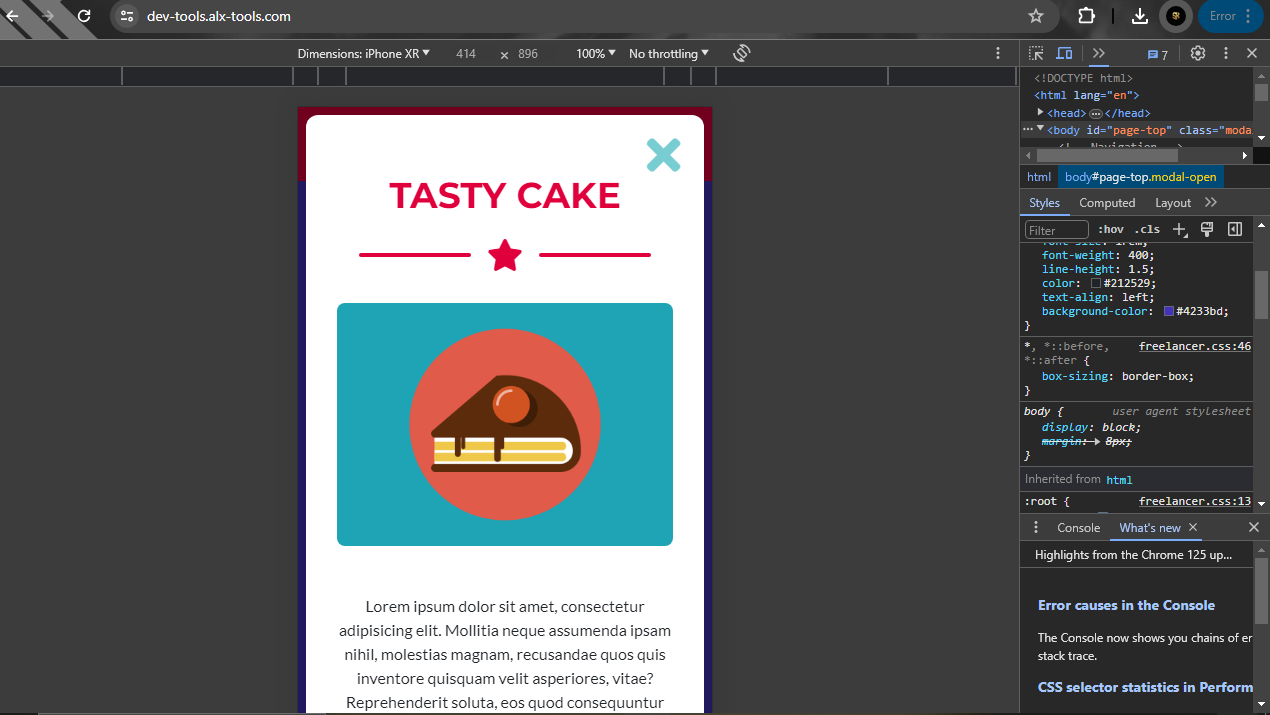 dev-tools.alx-tools.com
Error
Dimensions: iPhone XR 414 × 896 100% No throttling
7
<!DOCTYPE html>
<html lang="en">
<head> </head>
<body id="page-top" class="moda
Navigation
html body#page-top.modal-open
Styles Computed Layout
Filter :hov .cls
font-size: 1rem;
font-weight: 400;
line-height: 1.5;
color: #212529;
text-align: left;
background-color: #4233bd;
}
*, *::before, freelancer.css:46
*::after {
box-sizing: border-box;
}
body { user agent stylesheet
display: block;
margin: 8px;
}
Inherited from html
:root { freelancer.css:13
Console What's new
Highlights from the Chrome 125 up...
Error causes in the Console
The Console now shows you chains of er
stack trace.
CSS selector statistics in Perform
TASTY CAKE
Lorem ipsum dolor sit amet, consectetur
adipisicing elit. Mollitia neque assumenda ipsam
nihil, molestias magnam, recusandae quos quis
inventore quisquam velit asperiores, vitae?
Reprehenderit soluta, eos quod consequuntur